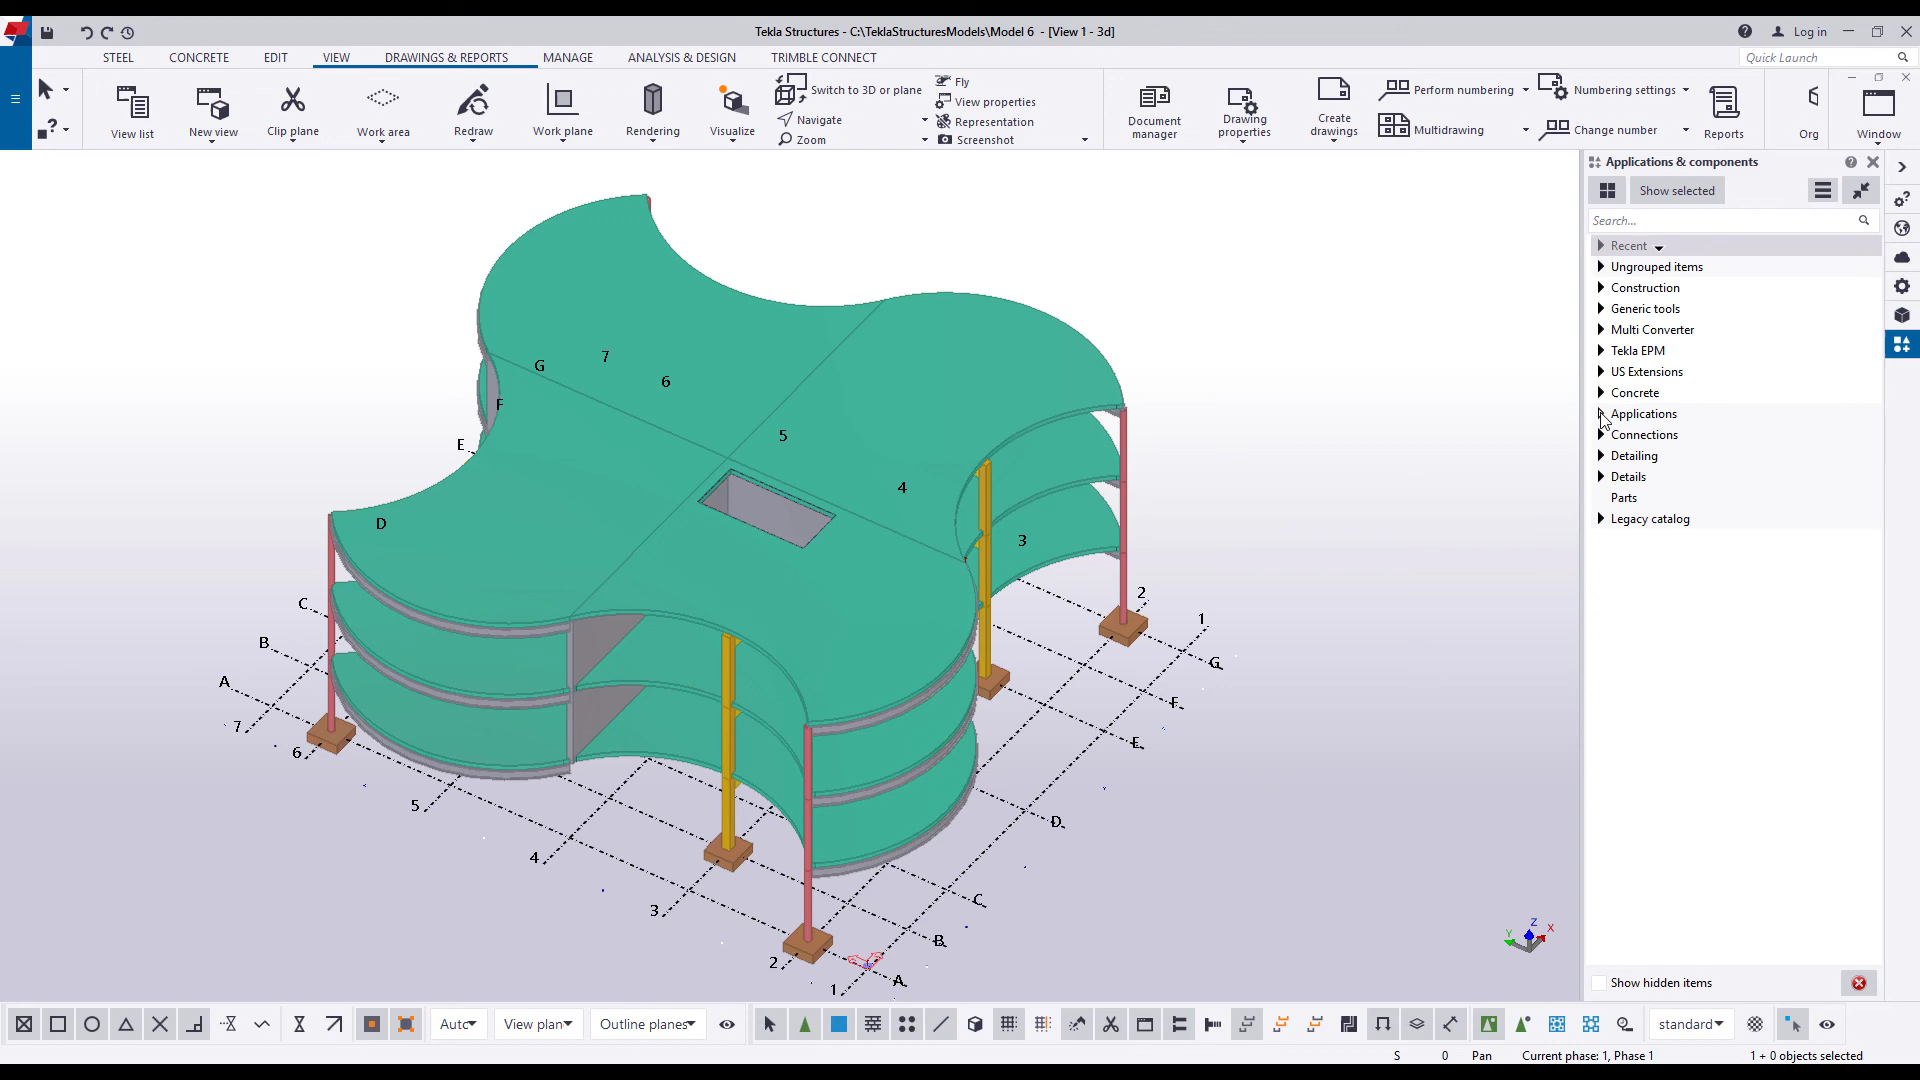 Tekla Structures - C:\TeklaStructuresModels\Model 6 - [View 1 - 3d]
Log in
STEEL CONCRETE EDIT VIEW DRAWINGS & REPORTS MANAGE ANALYSIS & DESIGN TRIMBLE CONNECT
Quick Launch
View list
New view
Clip plane
Work area
Redraw
Work plane
Rendering
Visualize
Switch to 3D or plane
Navigate
Zoom
Fly
View properties
Representation
Screenshot
Document manager
Drawing properties
Create drawings
Perform numbering
Multidrawing
Numbering settings
Change number
Reports
Org
Window
Applications & components
Show selected
Search...
Recent
Ungrouped items
Construction
Generic tools
Multi Converter
Tekla EPM
US Extensions
Concrete
Applications
Connections
Detailing
Details
Parts
Legacy catalog
Show hidden items
G
7
6
F
5
E
4
D
3
C
2
1
B
G
A
F
7
E
6
5
D
4
C
3
B
2
A
1
Z
Y
X
Auto
View plan
Outline planes
standard
S 0 Pan Current phase: 1, Phase 1 1 + 0 objects selected